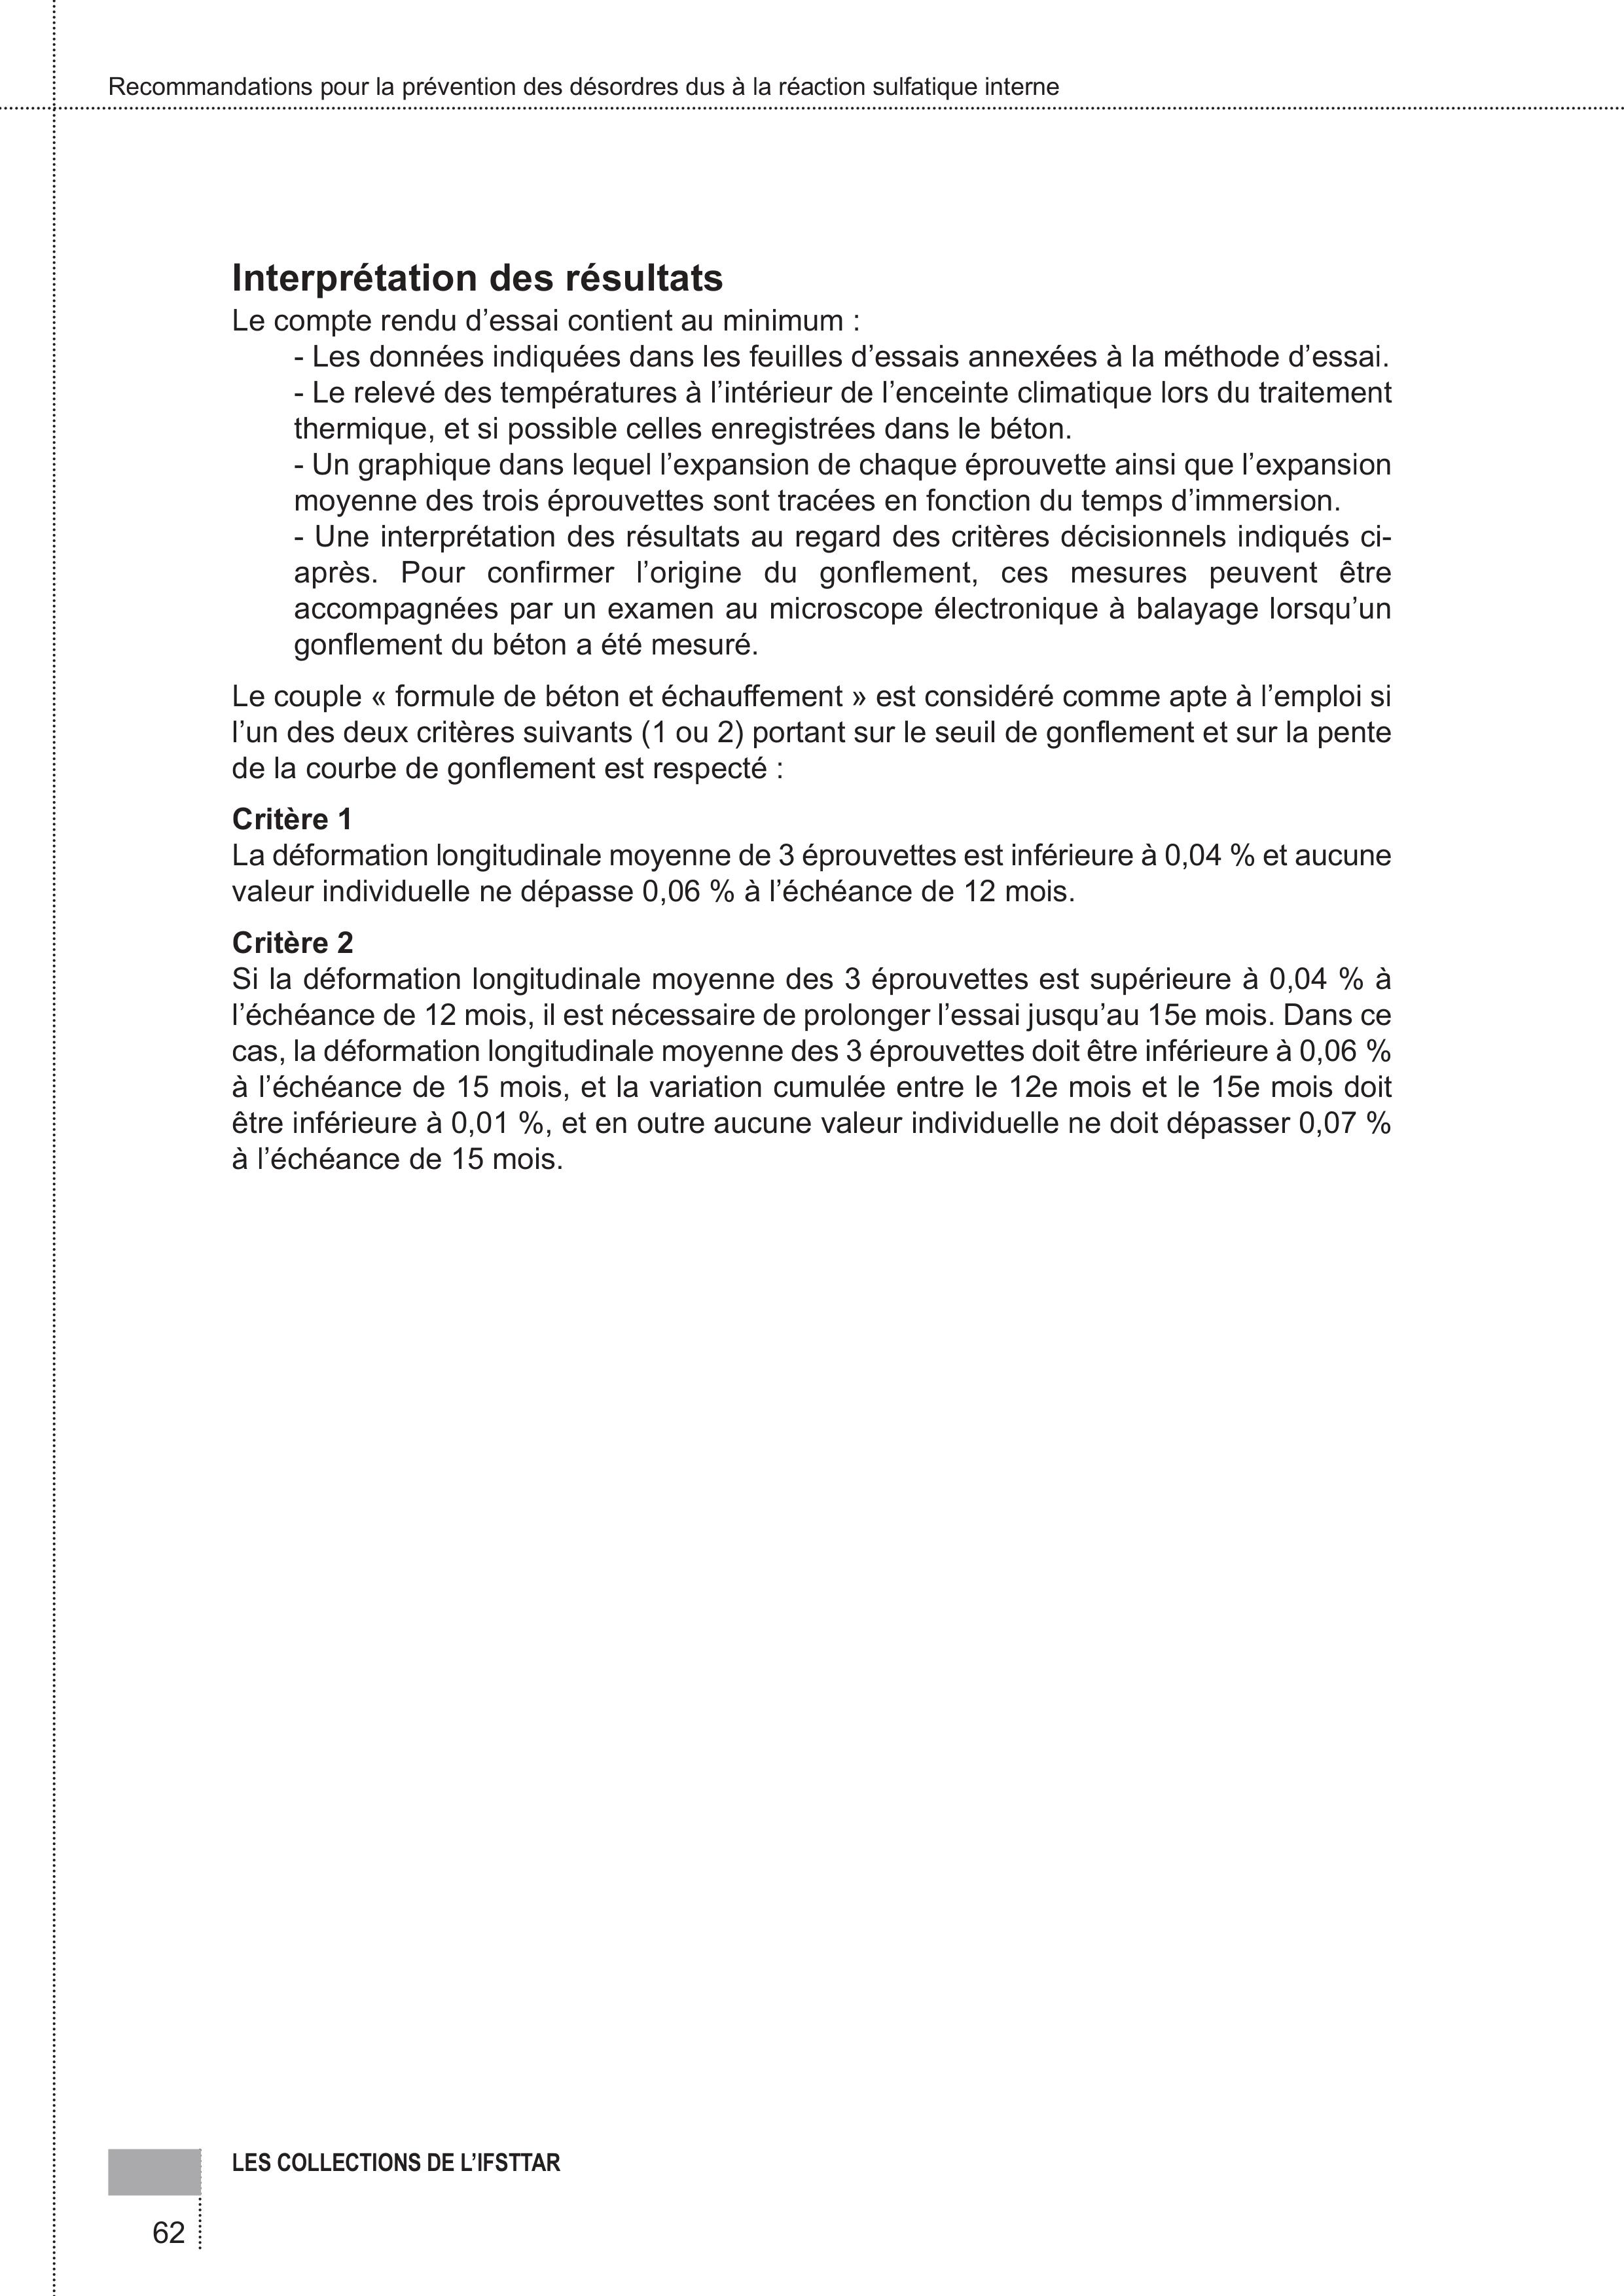 Recommandations pour la prévention des désordres dus à la réaction sulfatique interne
Interprétation des résultats
Le compte rendu d’essai contient au minimum :
- Les données indiquées dans les feuilles d’essais annexées à la méthode d’essai.
- Le relevé des températures à l’intérieur de l’enceinte climatique lors du traitement
thermique, et si possible celles enregistrées dans le béton.
- Un graphique dans lequel l’expansion de chaque éprouvette ainsi que l’expansion
moyenne des trois éprouvettes sont tracées en fonction du temps d’immersion.
- Une interprétation des résultats au regard des critères décisionnels indiqués ci-
après. Pour confirmer l’origine du gonflement, ces mesures peuvent être
accompagnées par un examen au microscope électronique à balayage lorsqu’un
gonflement du béton a été mesuré.
Le couple « formule de béton et échauffement » est considéré comme apte à l’emploi si
l’un des deux critères suivants (1 ou 2) portant sur le seuil de gonflement et sur la pente
de la courbe de gonflement est respecté :
Critère 1
La déformation longitudinale moyenne de 3 éprouvettes est inférieure à 0,04 % et aucune
valeur individuelle ne dépasse 0,06 % à l’échéance de 12 mois.
Critère 2
Si la déformation longitudinale moyenne des 3 éprouvettes est supérieure à 0,04 % à
l’échéance de 12 mois, il est nécessaire de prolonger l’essai jusqu’au 15e mois. Dans ce
cas, la déformation longitudinale moyenne des 3 éprouvettes doit être inférieure à 0,06 %
à l’échéance de 15 mois, et la variation cumulée entre le 12e mois et le 15e mois doit
être inférieure à 0,01 %, et en outre aucune valeur individuelle ne doit dépasser 0,07 %
à l’échéance de 15 mois.
LES COLLECTIONS DE L’IFSTTAR
62